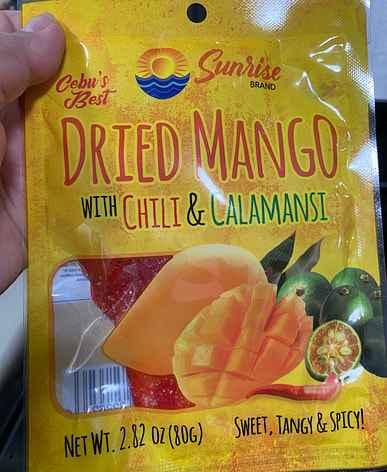 Cebu's
Best
Sunrise
BRAND
DRIED MANGO
WITH CHILI & CALAMANSI
NET WT. 2.82 OZ (80G)
SWEET, TANGY & SPICY!